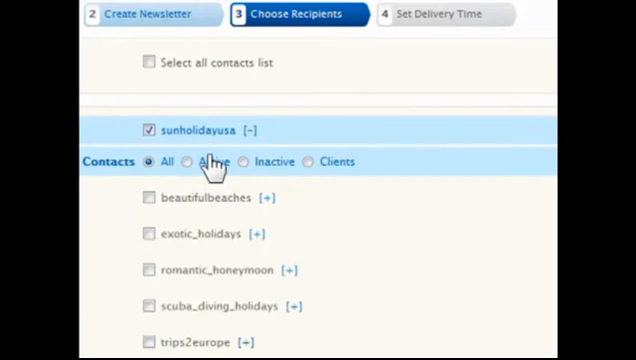 2 Create Newsletter 3 Choose Recipients 4 Set Delivery Time
Select all contacts list
sunholidayusa [-]
Contacts All Inactive Clients
beautifulbeaches [+]
exotic_holidays [+]
romantic_honeymoon [+]
scuba_diving_holidays [+]
trips2europe [+]